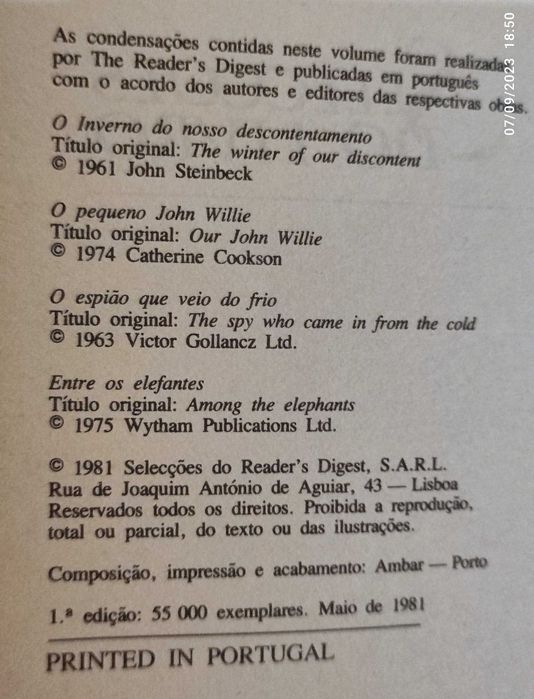 As condensações contidas neste volume foram realizadas
por The Reader's Digest e publicadas em português
com o acordo dos autores e editores das respectivas obras.
O Inverno do nosso descontentamento
Título original: The winter of our discontent
© 1961 John Steinbeck
O pequeno John Willie
Título original: Our John Willie
© 1974 Catherine Cookson
O espião que veio do frio
Título original: The spy who came in from the cold
© 1963 Victor Gollancz Ltd.
Entre os elefantes
Título original: Among the elephants
© 1975 Wytham Publications Ltd.
© 1981 Selecções do Reader's Digest, S.A.R.L.
Rua de Joaquim António de Aguiar, 43 — Lisboa
Reservados todos os direitos. Proibida a reprodução,
total ou parcial, do texto ou das ilustrações.
Composição, impressão e acabamento: Ambar — Porto
1.ª edição: 55 000 exemplares. Maio de 1981
PRINTED IN PORTUGAL
07/09/2023 18:50